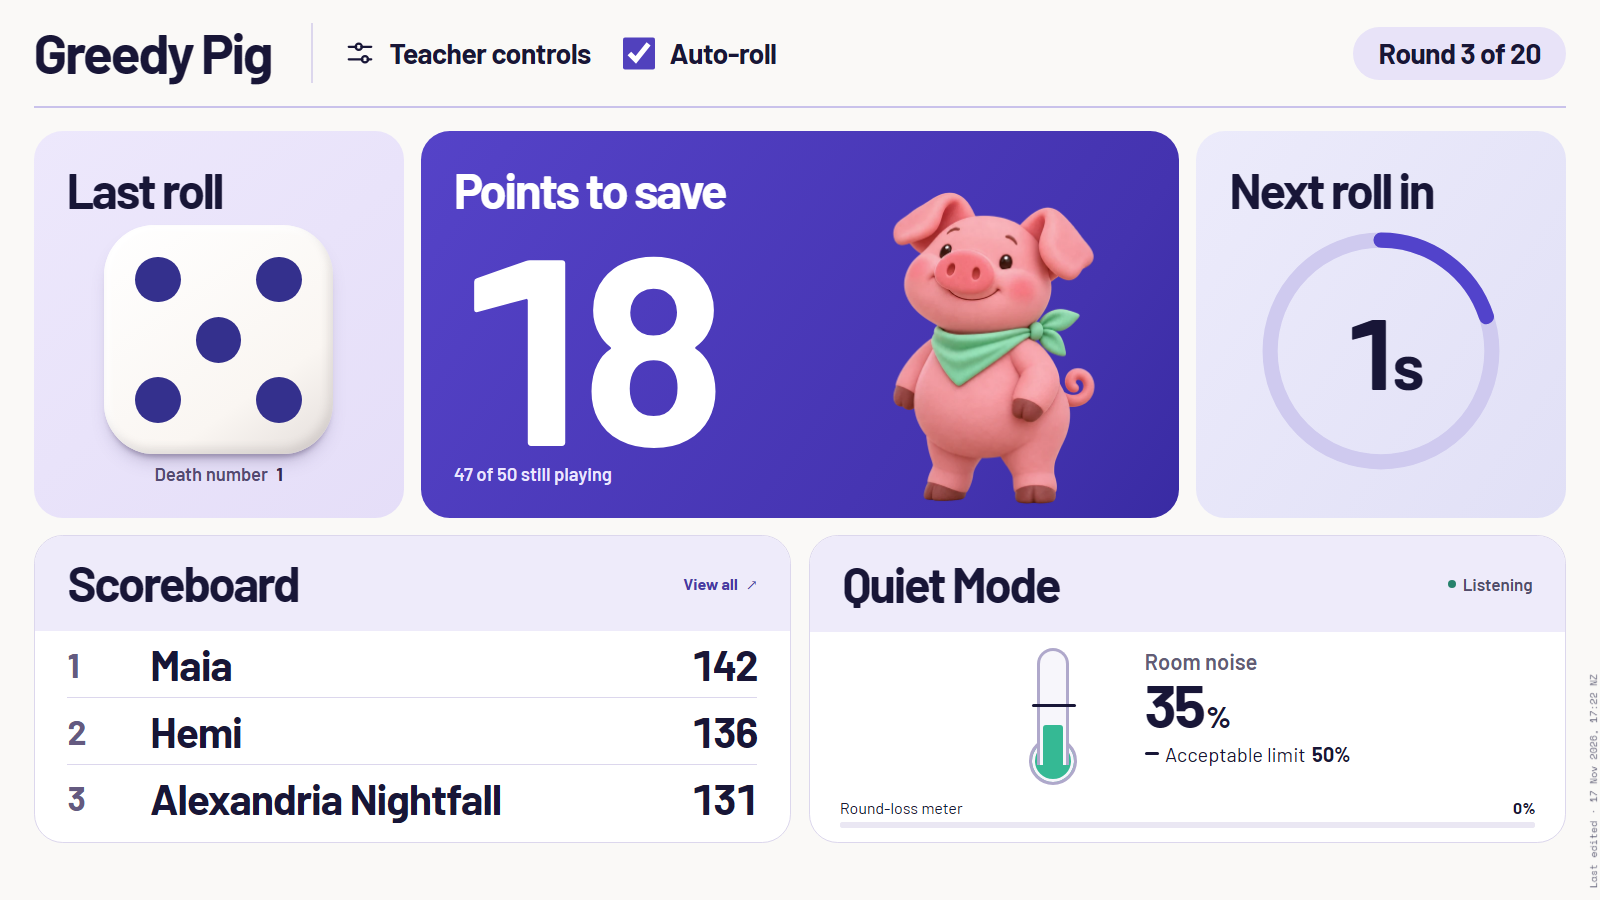 Greedy Pig
Teacher controls
Auto-roll
Round 3 of 20
Last roll
Death number 1
Points to save
18
47 of 50 still playing
Next roll in
1s
Scoreboard
View all ↗
1 Maia 142
2 Hemi 136
3 Alexandria Nightfall 131
Quiet Mode
Listening
Room noise
35%
Acceptable limit 50%
Round-loss meter 0%
Last edited · 17 Nov 2026, 17:22 NZ